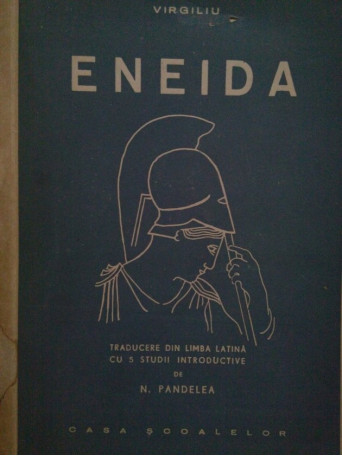 VIRGILIU
ENEIDA
TRADUCERE DIN LIMBA LATINĂ
CU 5 STUDII INTRODUCTIVE
DE
N. PANDELEA
CASA ȘCOALELOR